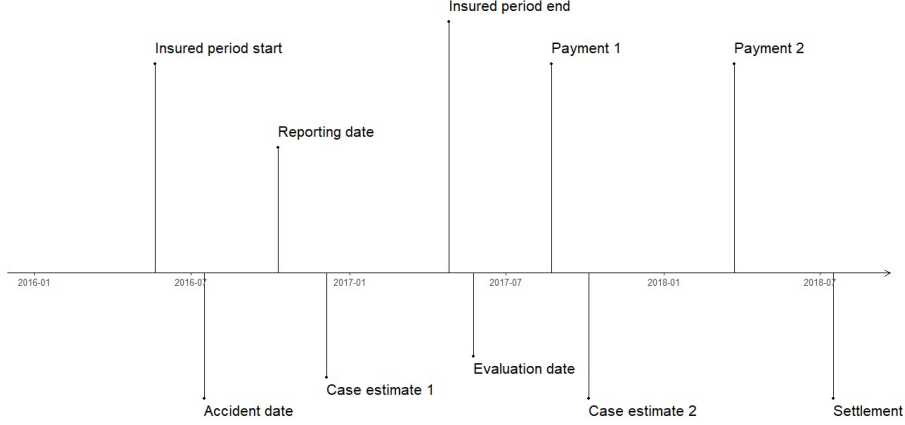 Insured period end
Insured period start
Payment 1
Payment 2
Reporting date
2016-01
2016-07
2017-01
2017-07
2018-01
2018-07
Evaluation date
Case estimate 1
Accident date
Case estimate 2
Settlement